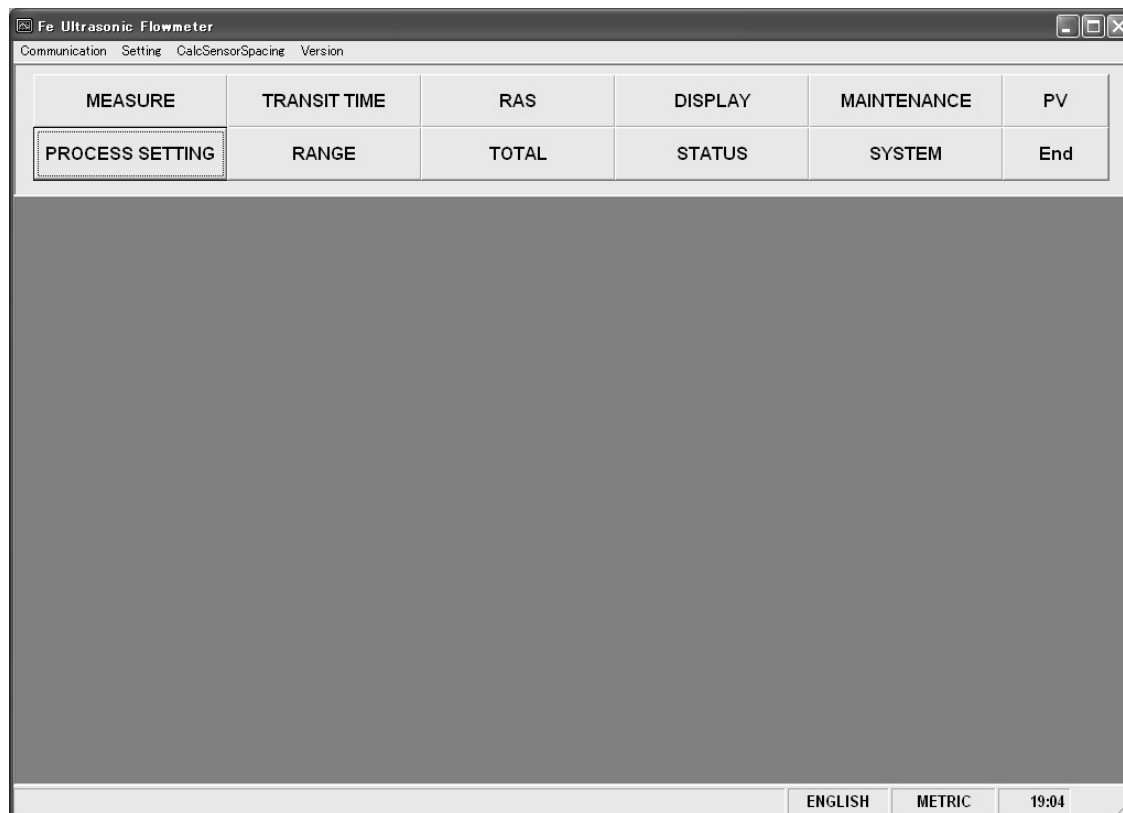 Fe Ultrasonic Flowmeter
Communication Setting CalcSensorSpacing Version
MEASURE TRANSIT TIME RAS DISPLAY MAINTENANCE PV
PROCESS SETTING RANGE TOTAL STATUS SYSTEM End
ENGLISH METRIC 19:04